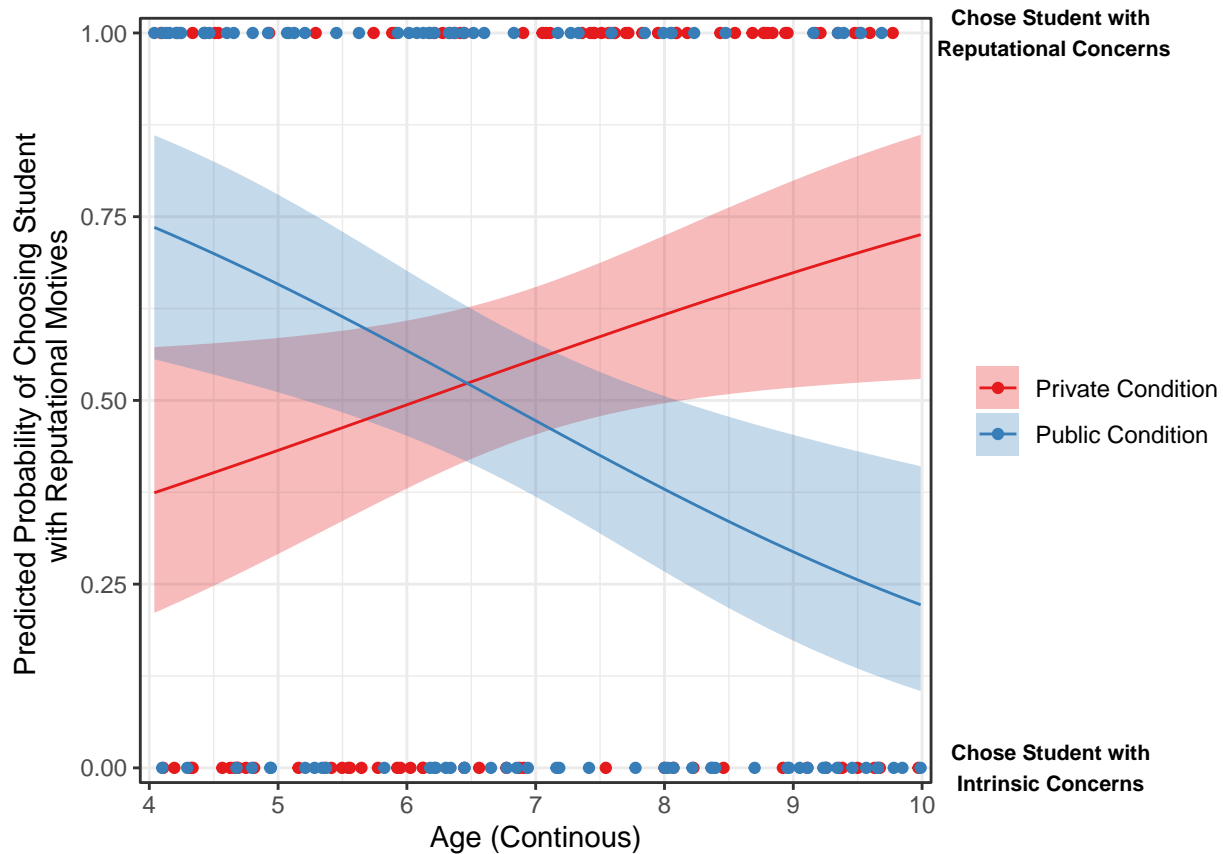 Chose Student with
Reputational Concerns
1.00
0.75
0.50
0.25
0.00
Predicted Probability of Choosing Student
with Reputational Motives
4
5
6
7
8
9
10
Age (Continous)
Private Condition
Public Condition
Chose Student with
Intrinsic Concerns